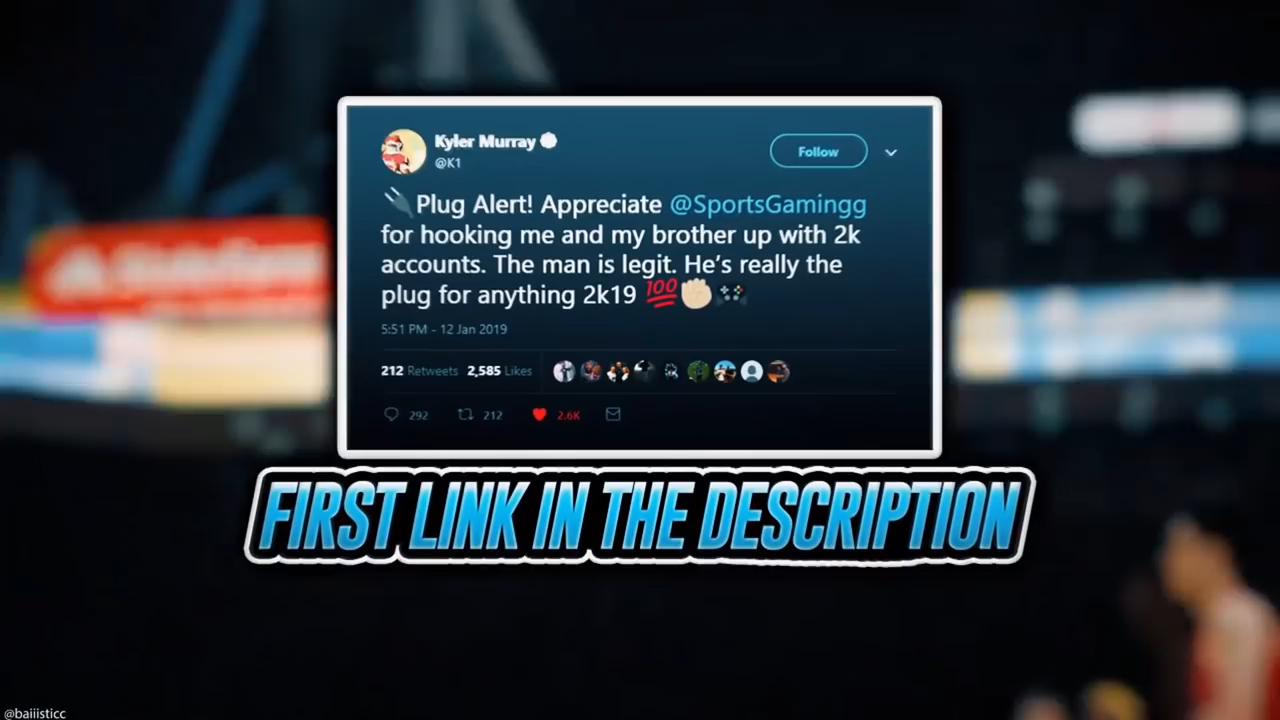 Kyler Murray
@K1
Follow
Plug Alert! Appreciate @SportsGamingg
for hooking me and my brother up with 2k
accounts. The man is legit. He's really the
plug for anything 2k19 💯✊🏻🎮
5:51 PM - 12 Jan 2019
212 Retweets 2,585 Likes
292 212 2.6K
FIRST LINK IN THE DESCRIPTION
@baiiisticc